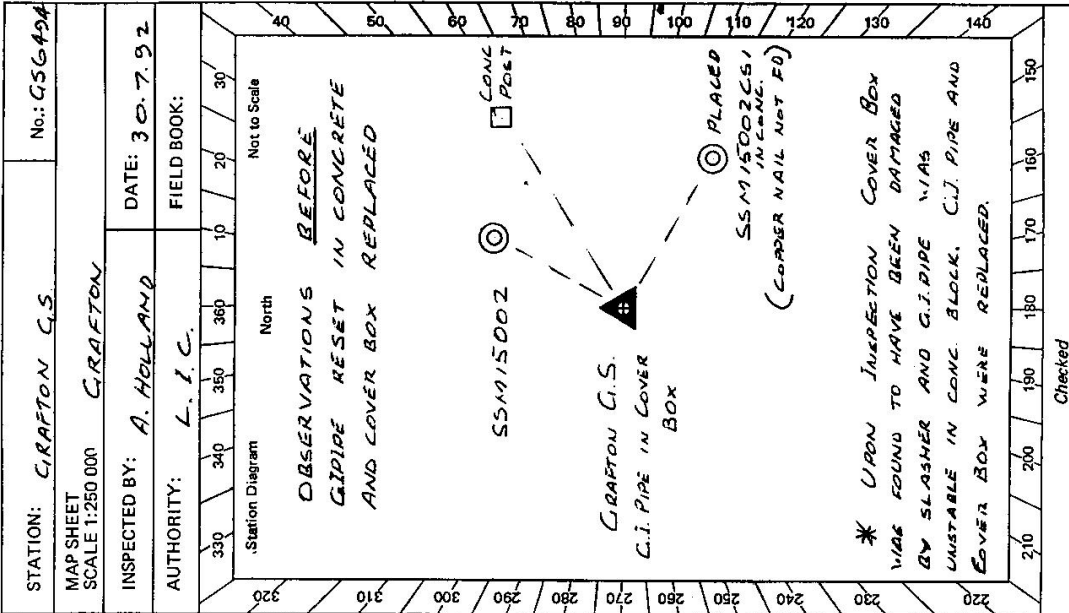 STATION: GRAFTON G.S
No.: GS6494
MAP SHEET
SCALE 1:250 000 GRAFTON
INSPECTED BY: A. HOLLAND
DATE: 30.7.92
AUTHORITY: L. I. C.
FIELD BOOK:
330 340 350 360 10 20 30
Station Diagram
North
Not to Scale
320 40
OBSERVATIONS BEFORE
G.I. PIPE RESET IN CONCRETE
AND COVER BOX REPLACED
50
300 60
290 70
280 80
270 90
260 100
250 110
240 120
230 130
220 140
SSM15002
CONC
POST
GRAFTON G.S.
G.I. PIPE IN COVER
BOX
PLACED
SSM15002CS1
IN CONC.
(COPPER NAIL NOT FD)
* UPON INSPECTION COVER BOX
WAS FOUND TO HAVE BEEN DAMAGED
BY SLASHER AND G.I. PIPE WAS
UNSTABLE IN CONC. BLOCK. G.I. PIPE AND
COVER BOX WERE REPLACED.
210 200 190 180 170 160 150
Checked